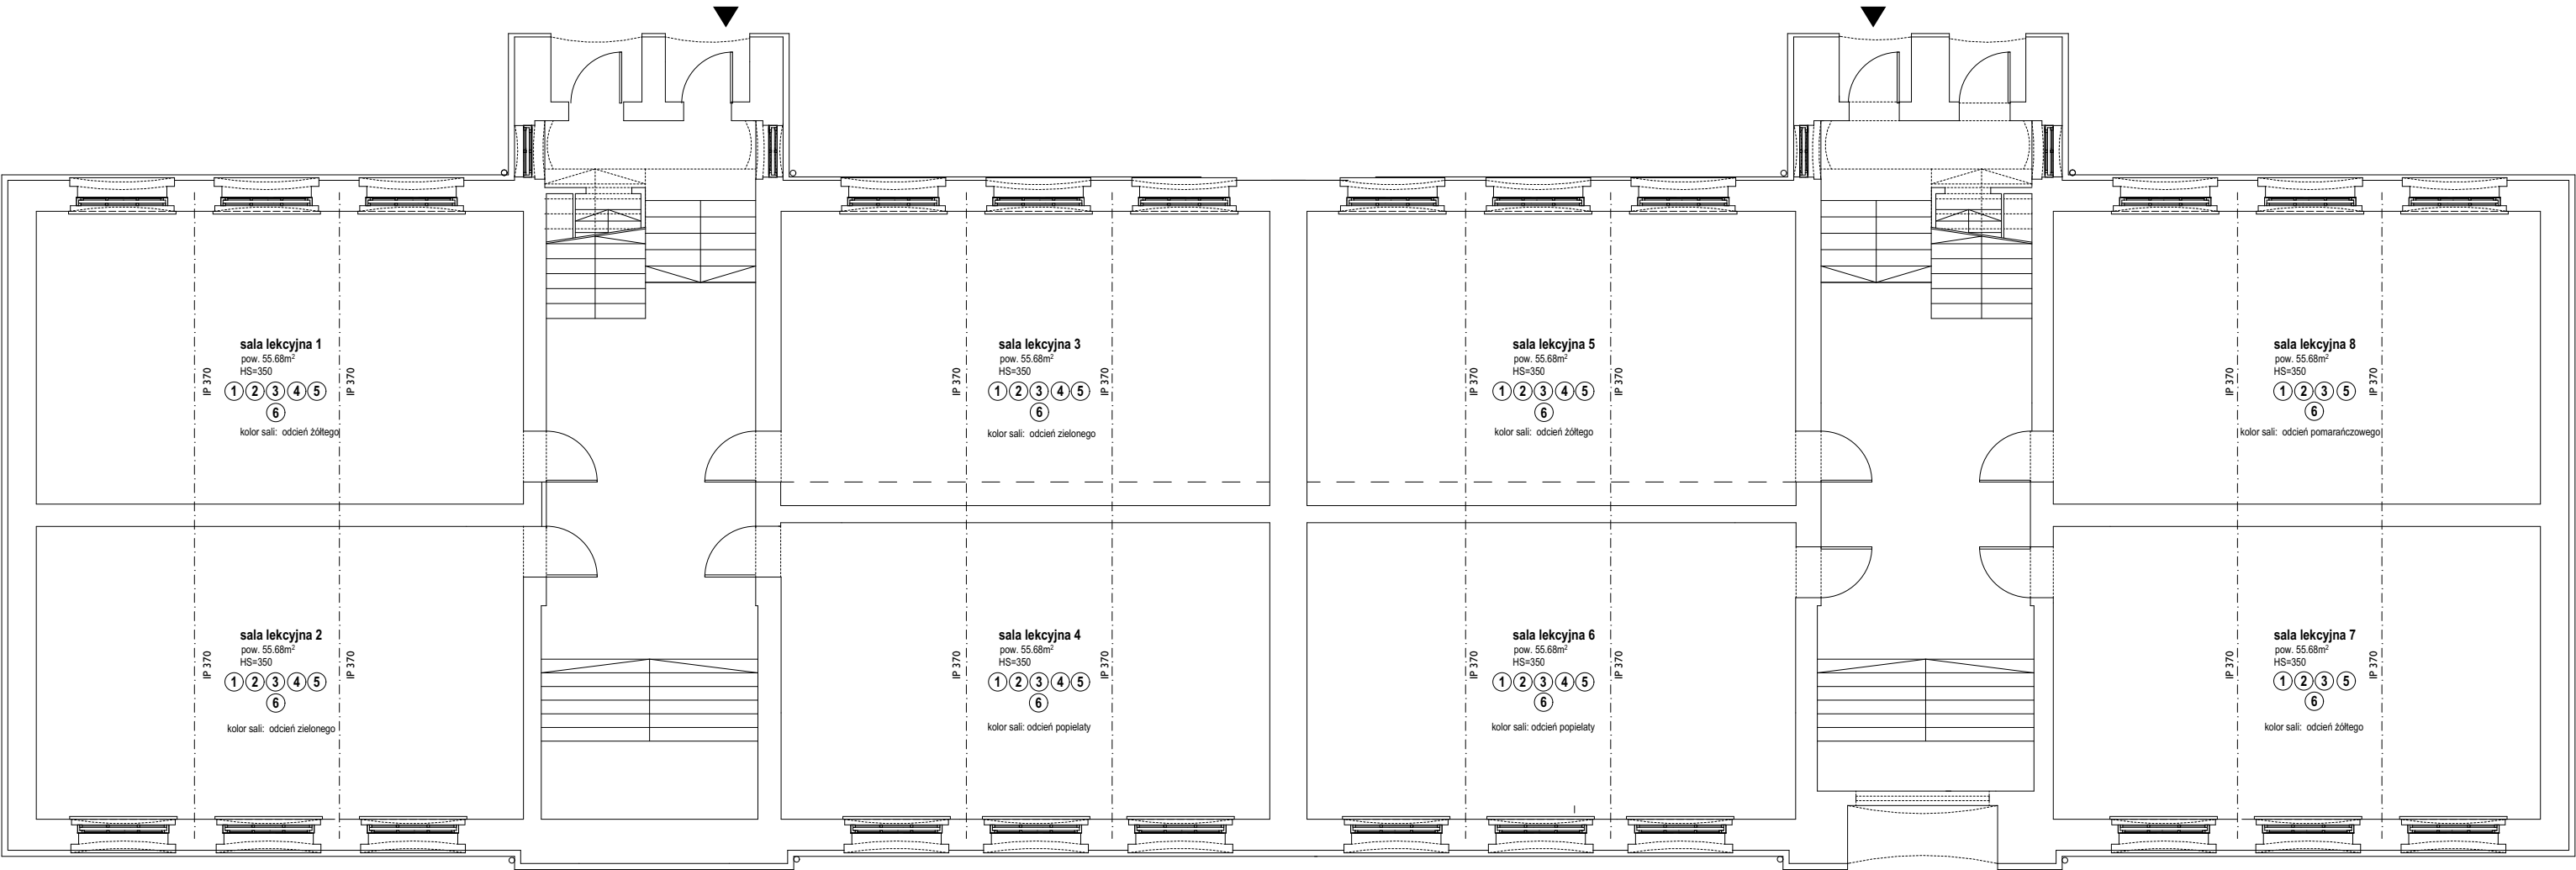 sala lekcyjna 1
pow. 55.68m²
HS=350
IP 370
IP 370
1 2 3 4 5
6
kolor sali: odcień żółtego
sala lekcyjna 3
pow. 55.68m²
HS=350
IP 370
IP 370
1 2 3 4 5
6
kolor sali: odcień zielonego
sala lekcyjna 5
pow. 55.68m²
HS=350
IP 370
IP 370
1 2 3 4 5
6
kolor sali: odcień żółtego
sala lekcyjna 8
pow. 55.68m²
HS=350
IP 370
IP 370
1 2 3 5
6
kolor sali: odcień pomarańczowego
sala lekcyjna 2
pow. 55.68m²
HS=350
IP 370
IP 370
1 2 3 4 5
6
kolor sali: odcień zielonego
sala lekcyjna 4
pow. 55.68m²
HS=350
IP 370
IP 370
1 2 3 4 5
6
kolor sali: odcień popielaty
sala lekcyjna 6
pow. 55.68m²
HS=350
IP 370
IP 370
1 2 3 4 5
6
kolor sali: odcień popielaty
sala lekcyjna 7
pow. 55.68m²
HS=350
IP 370
IP 370
1 2 3 5
6
kolor sali: odcień żółtego